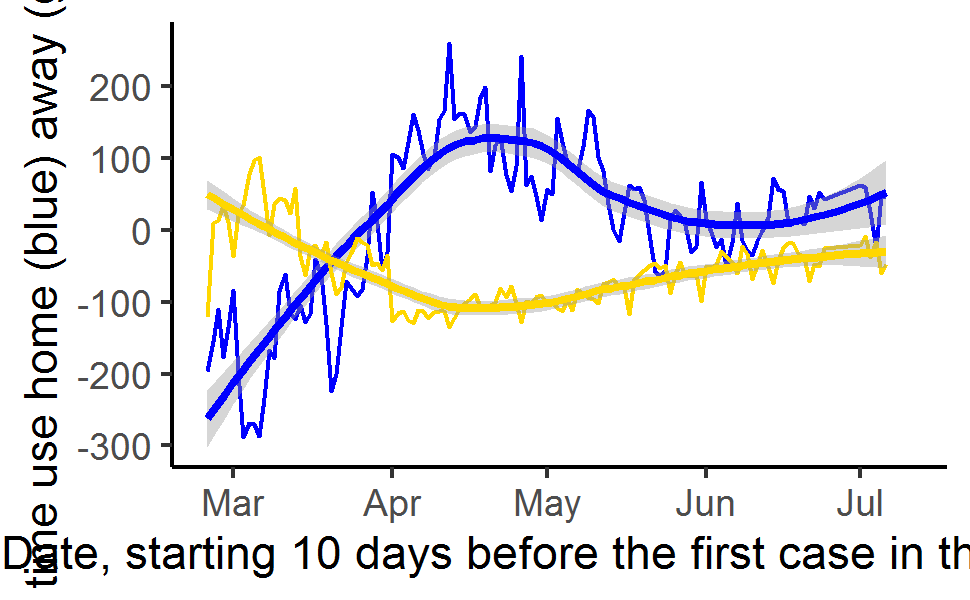 time use home (blue) away (g
200
100
0
-100
-200
-300
Mar Apr May Jun Jul
Date, starting 10 days before the first case in th